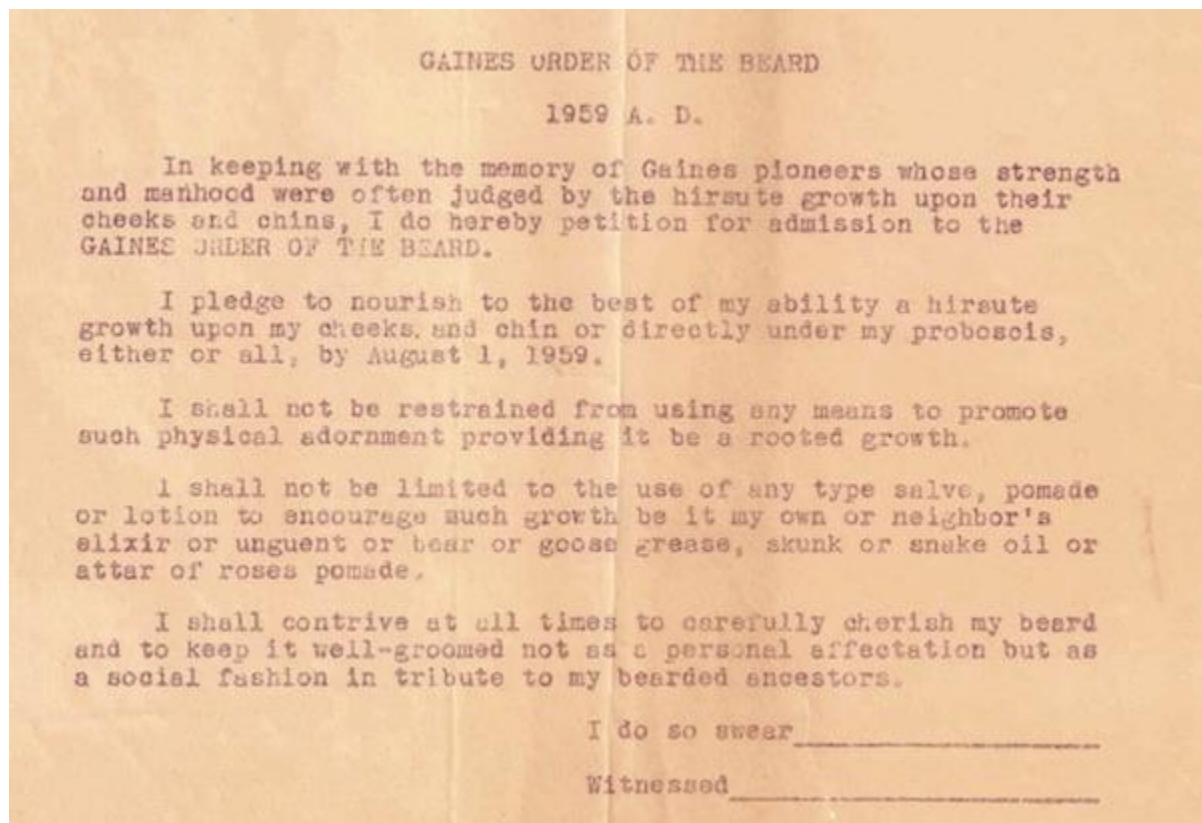 GAINES ORDER OF THE BEARD
1959 A. D.
In keeping with the memory of Gaines pioneers whose strength
and manhood were often judged by the hirsute growth upon their
cheeks and chins, I do hereby petition for admission to the
GAINES ORDER OF THE BEARD.
I pledge to nourish to the best of my ability a hirsute
growth upon my cheeks and chin or directly under my proboscis,
either or all, by August 1, 1959.
I shall not be restrained from using any means to promote
such physical adornment providing it be a rooted growth.
I shall not be limited to the use of any type salve, pomade
or lotion to encourage such growth be it my own or neighbor's
elixir or unguent or bear or goose grease, skunk or snake oil or
attar of roses pomade.
I shall contrive at all times to carefully cherish my beard
and to keep it well-groomed not as a personal affectation but as
a social fashion in tribute to my bearded ancestors.
I do so swear
Witnessed